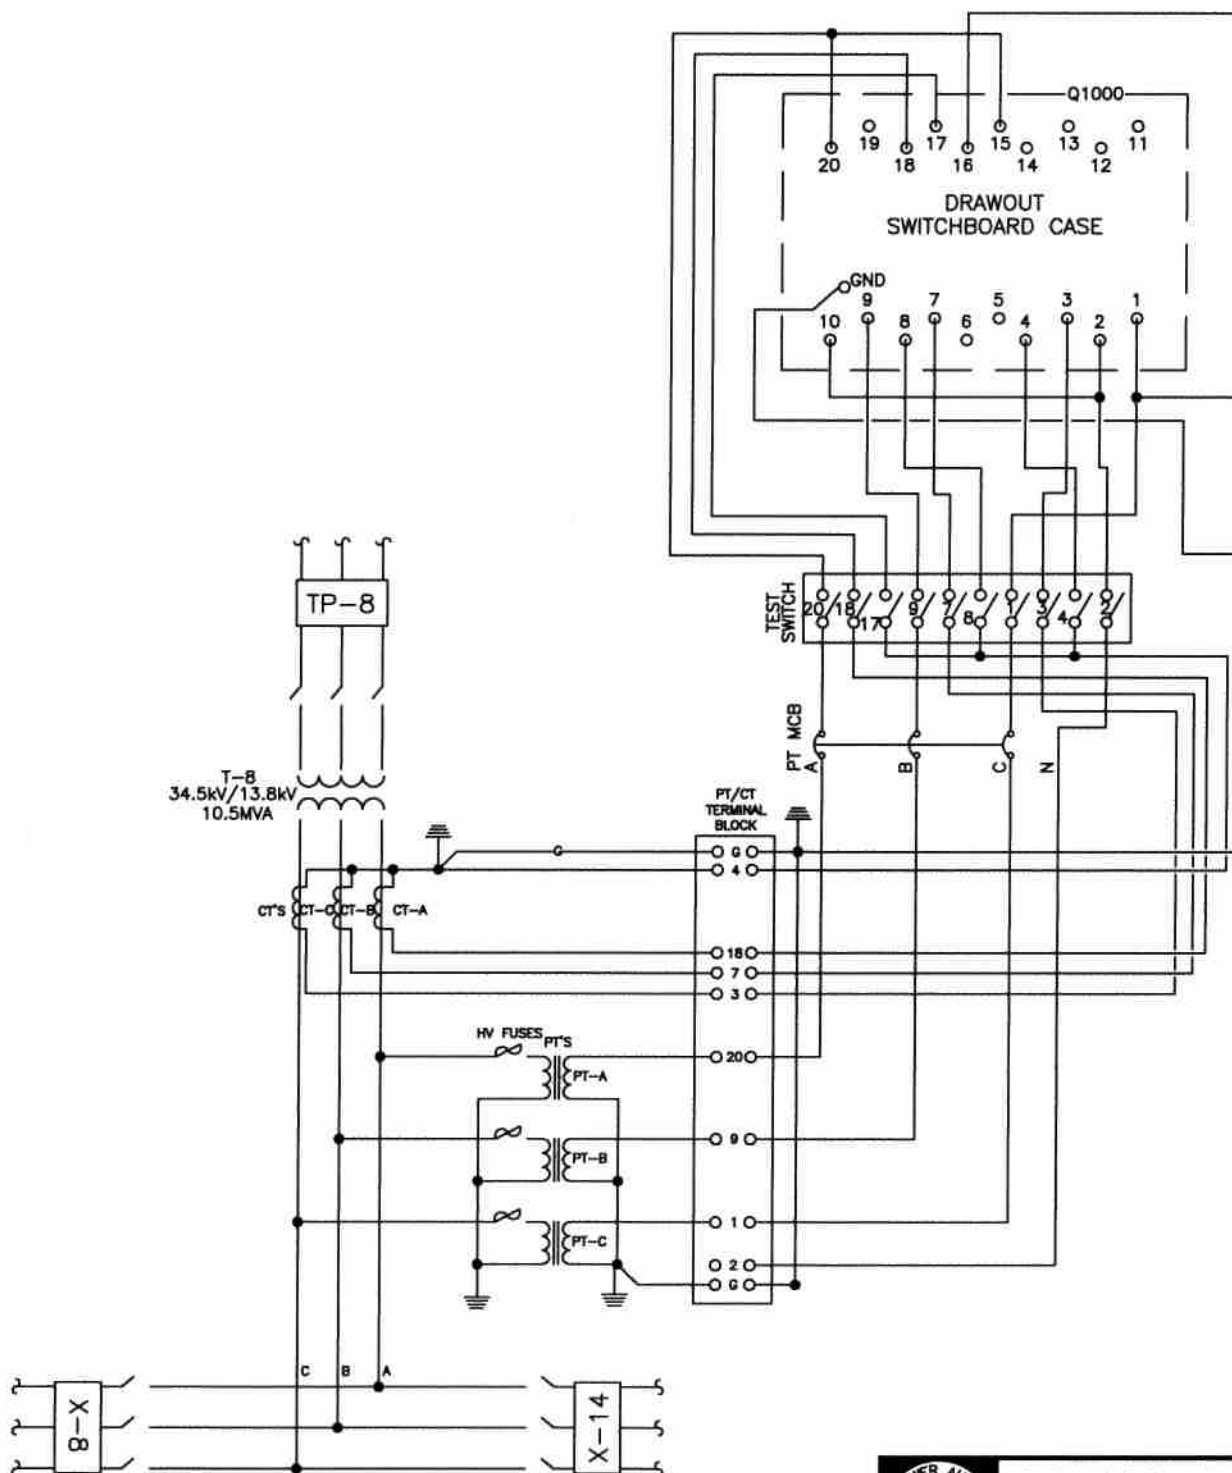 Q1000
19 17 15 13 11
20 18 16 14 12
DRAWOUT
SWITCHBOARD CASE
GND
9 7 5 3 1
10 8 6 4 2
TP-8
TEST
SWITCH
20 18 17 9 7 8 1 3 4 2
PT MCB
A B C N
T-8
34.5kV/13.8kV
10.5MVA
PT/CT
TERMINAL
BLOCK
G
G
4
CT'S CT-C CT-B CT-A
18
7
3
HV FUSES
PT'S
20
PT-A
9
PT-B
1
PT-C
2
G
C B A
X-8
X-14